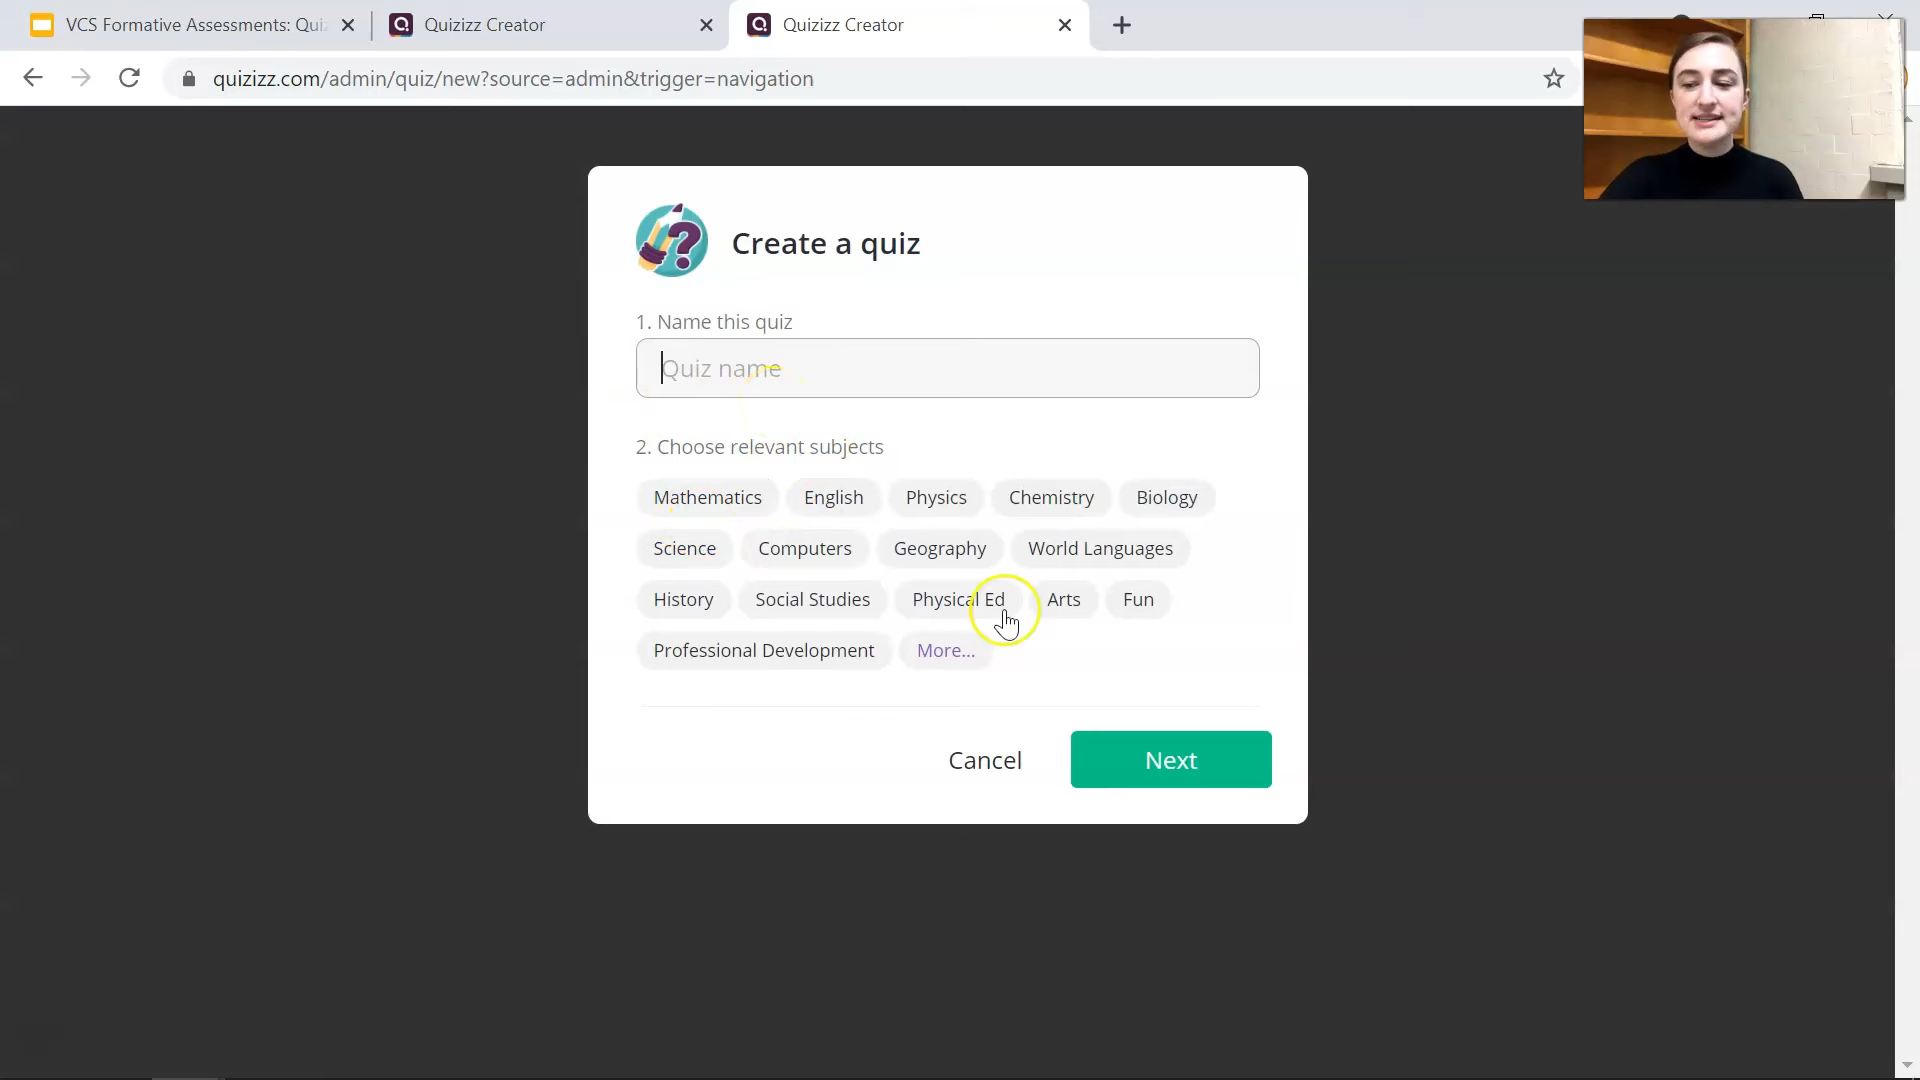 VCS Formative Assessments: Qui
Quizizz Creator
Quizizz Creator
quizizz.com/admin/quiz/new?source=admin&trigger=navigation
Create a quiz
1. Name this quiz
Quiz name
2. Choose relevant subjects
Mathematics English Physics Chemistry Biology
Science Computers Geography World Languages
History Social Studies Physical Ed Arts Fun
Professional Development More...
Cancel Next